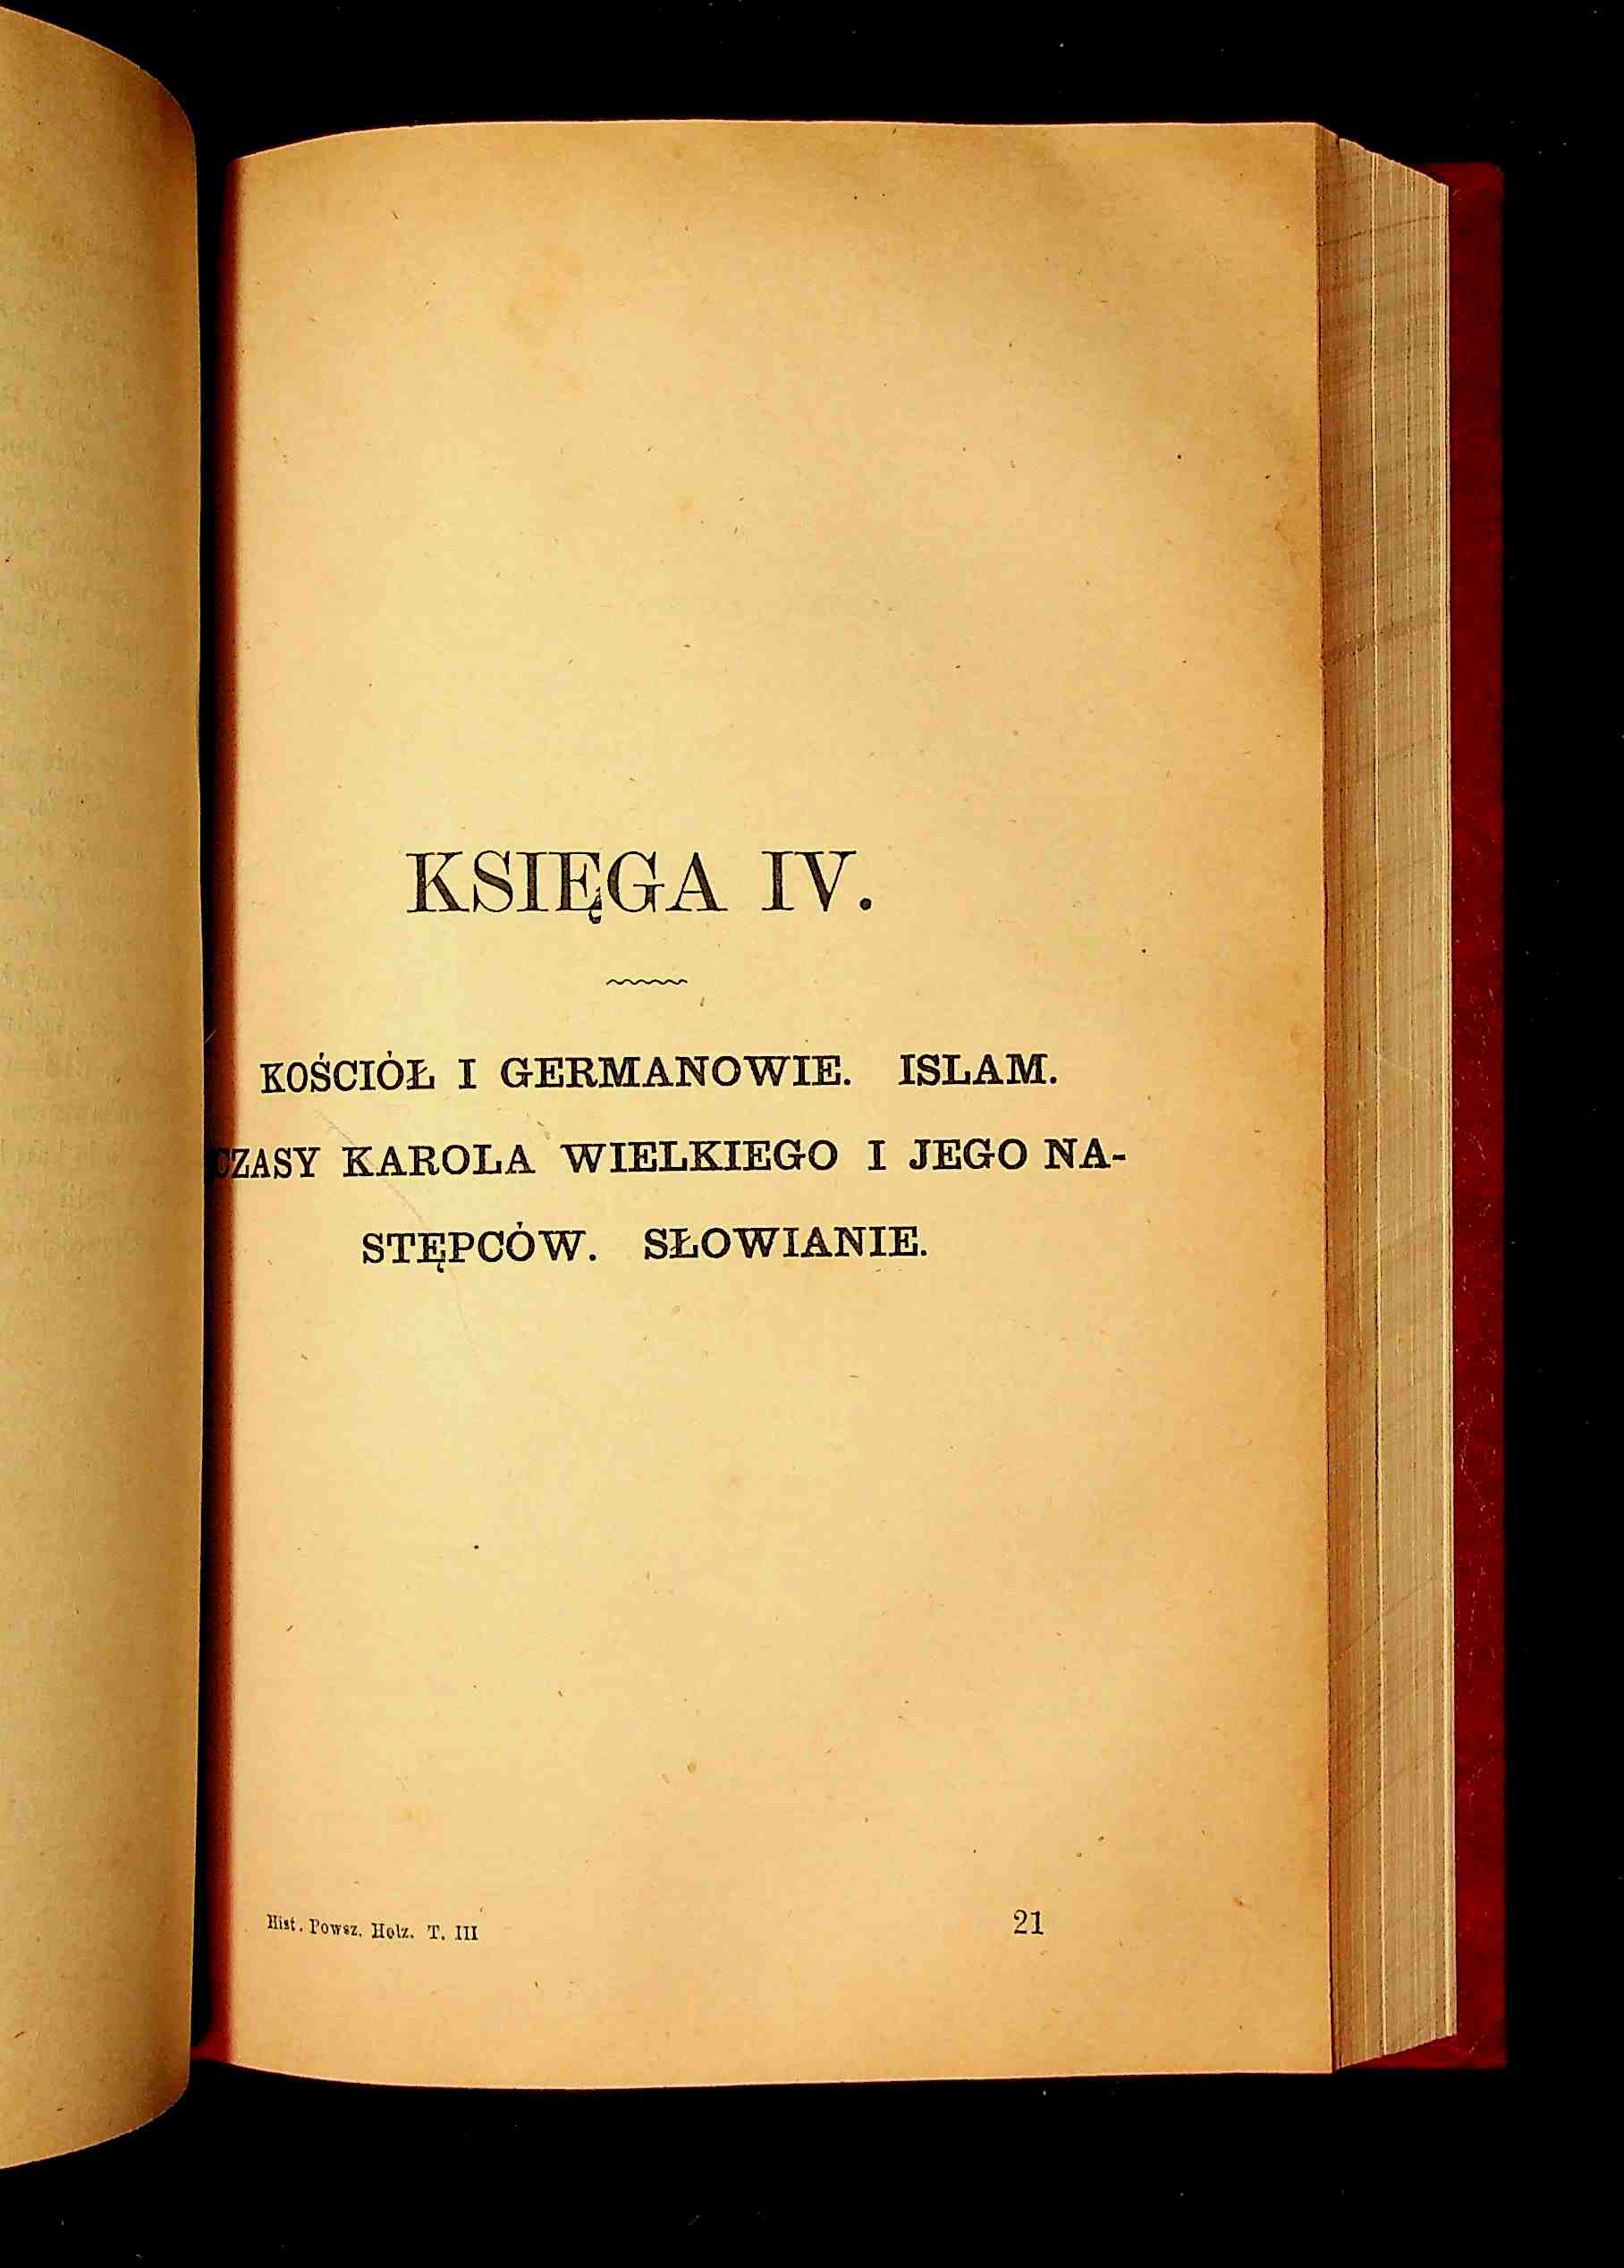 KSIĘGA IV.
KOŚCIÓŁ I GERMANOWIE. ISLAM.
CZASY KAROLA WIELKIEGO I JEGO NA-
STĘPCÓW. SŁOWIANIE.
Hist. Powsz. Holz. T. III 21